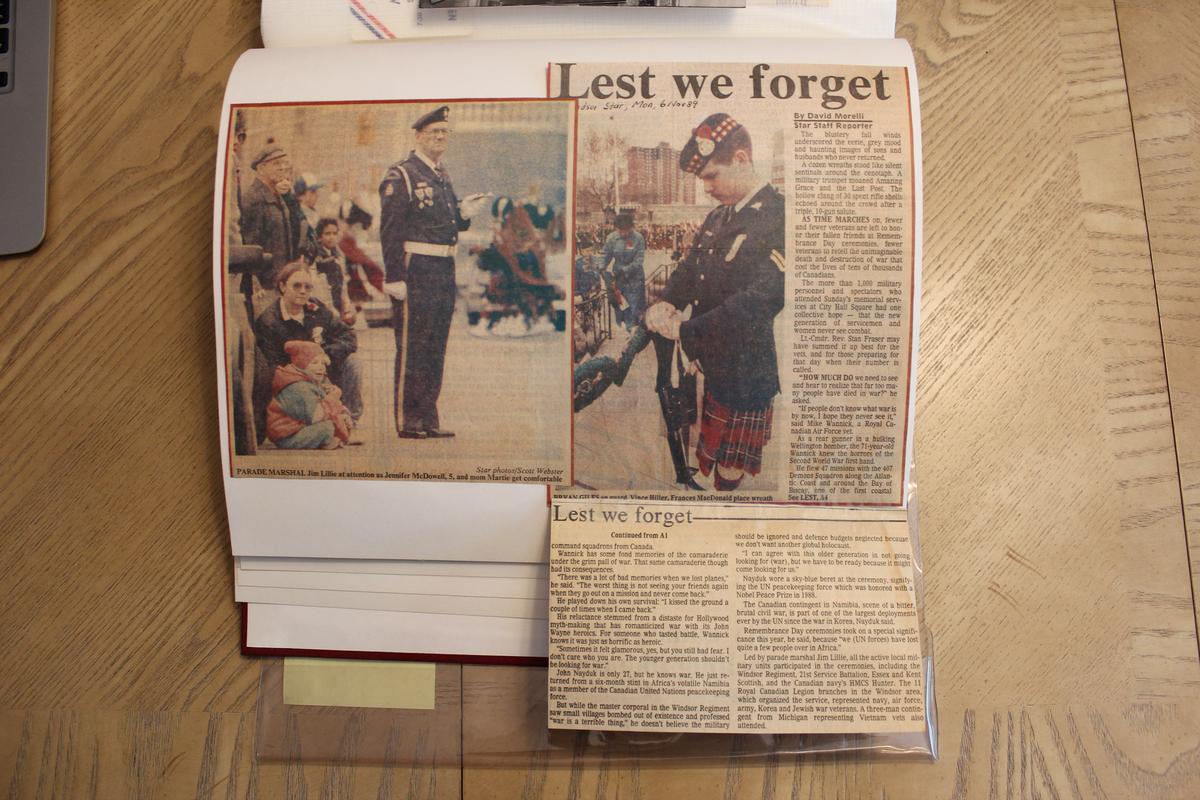 Lest we forget
Star, Mon, 6 Nov 89
By David Morelli
Star Staff Reporter
The blustery fall winds
underscored the eerie, grey mood
and haunting images of sons and
husbands who never returned.
A dozen wreaths stood like silent
sentinals around the cenotaph. A
military trumpet moaned Amazing
Grace and the Last Post. The
hollow clang of 30 spent rifle shells
echoed around the crowd after a
triple, 10-gun salute.
AS TIME MARCHES on, fewer
and fewer veterans are left to hon-
or their fallen friends at Remem-
brance Day ceremonies, fewer
veterans to retell the unimaginable
death and destruction of war that
cost the lives of tens of thousands
of Canadians.
The more than 1,000 military
personnel and spectators who
attended Sunday's memorial serv-
ices at City Hall Square had one
collective hope — that the new
generation of servicemen and
women never see combat.
Lt.-Cmdr. Rev. Stan Fraser may
have summed it up best for the
vets, and for those preparing for
that day when their number is
called.
"HOW MUCH DO we need to see
and hear to realize that far too ma-
ny people have died in war?" he
asked.
"If people don't know what war is
by now, I hope they never see it,"
said Mike Wannick, a Royal Ca-
nadian Air Force vet.
As a rear gunner in a hulking
Wellington bomber, the 71-year-old
Wannick knew the horrors of the
Second World War first hand.
He flew 47 missions with the 407
Demons Squadron along the Atlan-
tic Coast and around the Bay of
Biscay, one of the first coastal
See LEST, A4
Star photos/Scott Webster
PARADE MARSHAL Jim Lillie at attention as Jennifer McDowell, 5, and mom Martie get comfortable
BRYAN GILES on guard, Vince Hiller, Frances MacDonald place wreath
Lest we forget
Continued from A1
command squadrons from Canada.
Wannick has some fond memories of the camaraderie
under the grim pall of war. That same camaraderie though
had its consequences.
"There was a lot of bad memories when we lost planes,"
he said. "The worst thing is not seeing your friends again
when they go out on a mission and never come back."
He played down his own survival: "I kissed the ground a
couple of times when I came back."
His reluctance stemmed from a distaste for Hollywood
myth-making that has romanticized war with its John
Wayne heroics. For someone who tasted battle, Wannick
knows it was just as horrific as heroic.
"Sometimes it felt glamorous, yes, but you still had fear. I
don't care who you are. The younger generation shouldn't
be looking for war."
John Nayduk is only 27, but he knows war. He just re-
turned from a six-month stint in Africa's volatile Namibia
as a member of the Canadian United Nations peacekeeping
force.
But while the master corporal in the Windsor Regiment
saw small villages bombed out of existence and professed
"war is a terrible thing," he doesn't believe the military
should be ignored and defence budgets neglected because
we don't want another global holocaust.
"I can agree with this older generation in not going
looking for (war), but we have to be ready because it might
come looking for us."
Nayduk wore a sky-blue beret at the ceremony, signify-
ing the UN peacekeeping force which was honored with a
Nobel Peace Prize in 1988.
The Canadian contingent in Namibia, scene of a bitter,
brutal civil war, is part of one of the largest deployments
ever by the UN since the war in Korea, Nayduk said.
Remembrance Day ceremonies took on a special signifi-
cance this year, he said, because "we (UN forces) have lost
quite a few people over in Africa."
Led by parade marshal Jim Lillie, all the active local mil-
itary units participated in the ceremonies, including the
Windsor Regiment, 21st Service Battalion, Essex and Kent
Scottish, and the Canadian navy's HMCS Hunter. The 11
Royal Canadian Legion branches in the Windsor area,
which organized the service, represented navy, air force,
army, Korea and Jewish war veterans. A three-man contin-
gent from Michigan representing Vietnam vets also
attended.